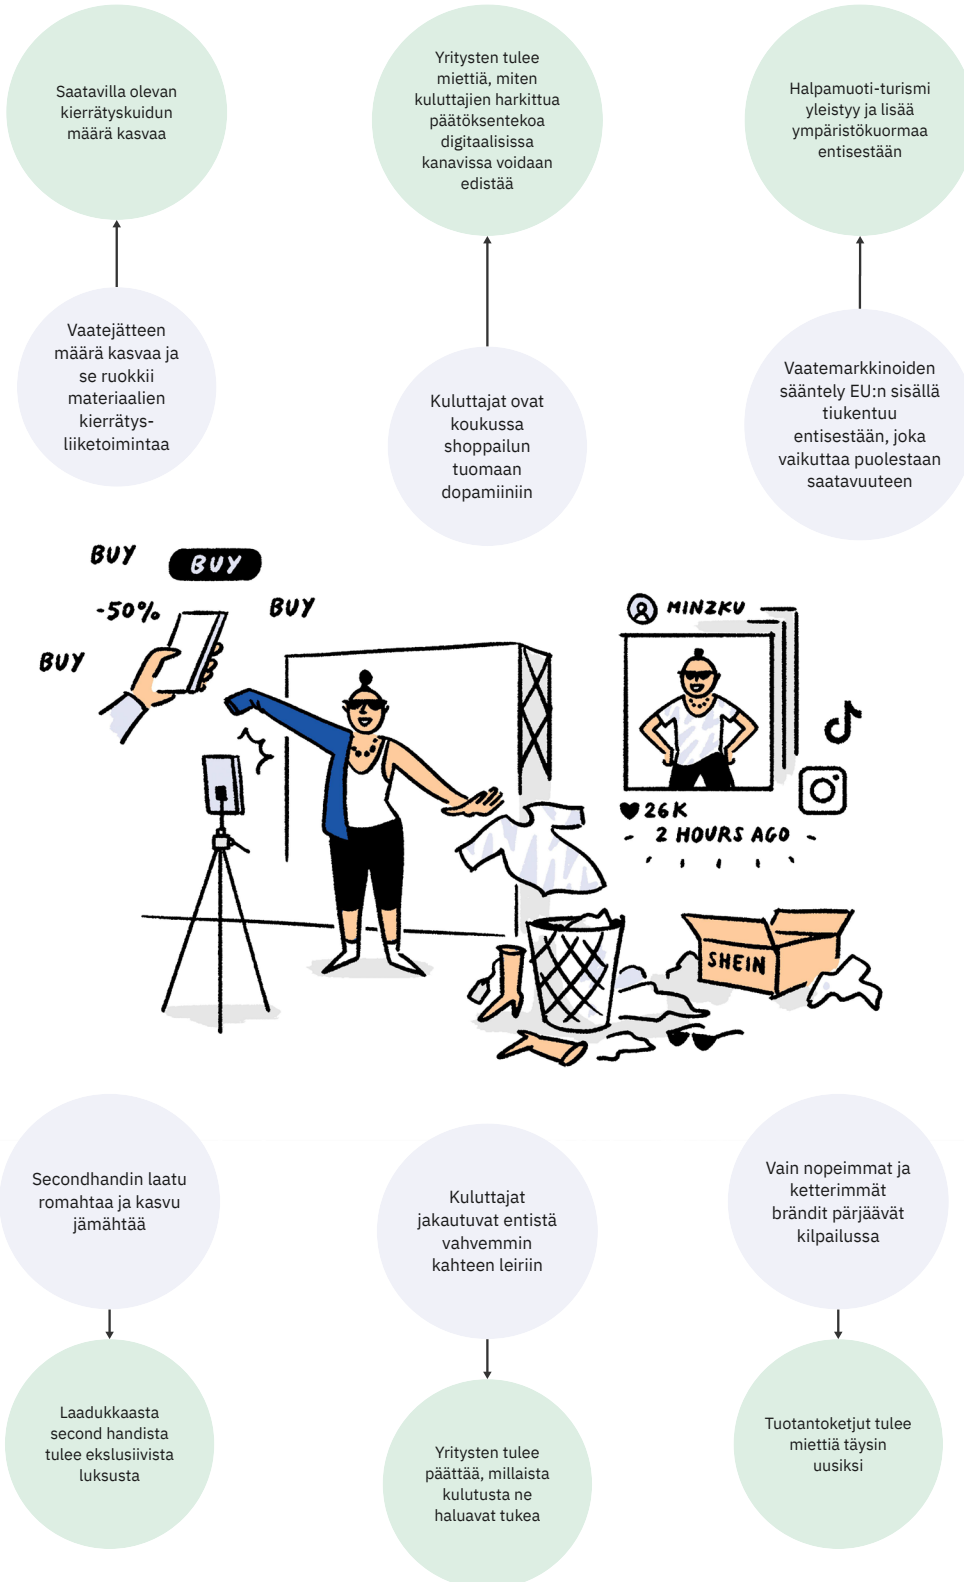 Saatavilla olevan
kierrätyskuidun
määrä kasvaa
Yritysten tulee
miettiä, miten
kuluttajien harkittua
päätöksentekoa
digitaalisissa
kanavissa voidaan
edistää
Halpamuoti-turismi
yleistyy ja lisää
ympäristökuormaa
entisestään
Vaatejätteen
määrä kasvaa ja
se ruokkii
materiaalien
kierrätys-
liiketoimintaa
Kuluttajat ovat
koukussa
shoppailun
tuomaan
dopamiiniin
Vaatemarkkinoiden
sääntely EU:n sisällä
tiukentuu
entisestään, joka
vaikuttaa puolestaan
saatavuuteen
BUY
BUY
-50%
BUY
BUY
MINZKU
26K
2 HOURS AGO
SHEIN
Secondhandin laatu
romahtaa ja kasvu
jämähtää
Kuluttajat
jakautuvat entistä
vahvemmin
kahteen leiriin
Vain nopeimmat ja
ketterimmät
brändit pärjäävät
kilpailussa
Laadukkaasta
second handista
tulee ekslusiivista
luksusta
Yritysten tulee
päättää, millaista
kulutusta ne
haluavat tukea
Tuotantoketjut tulee
miettiä täysin
uusiksi